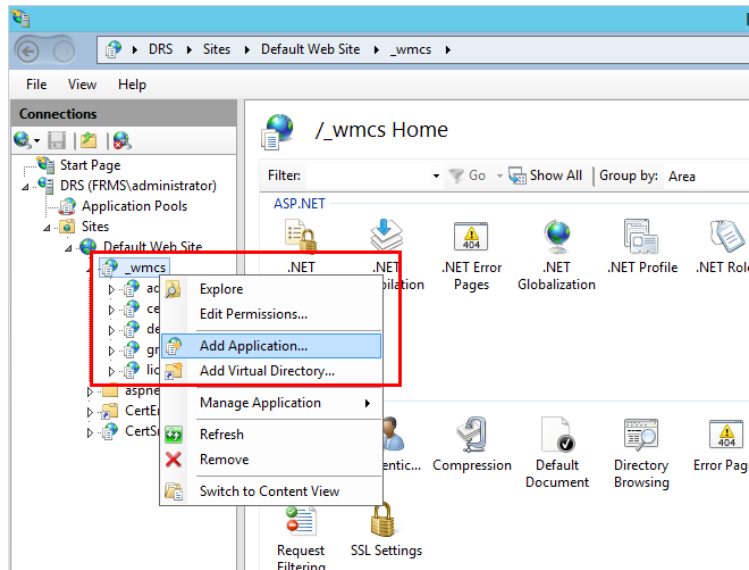 DRS Sites Default Web Site _wmcs
File View Help
Connections
Start Page
DRS (FRMS\administrator)
Application Pools
Sites
Default Web Site
_wmcs
Explore
Edit Permissions...
Add Application...
Add Virtual Directory...
Manage Application
Refresh
Remove
Switch to Content View
/_wmcs Home
Filter: Go Show All Group by: Area
ASP.NET
.NET .NET .NET Error .NET .NET Profile .NET Rol
Pages Globalization
Compression Default Directory Error Pag
Document Browsing
Request SSL Settings
Filtering